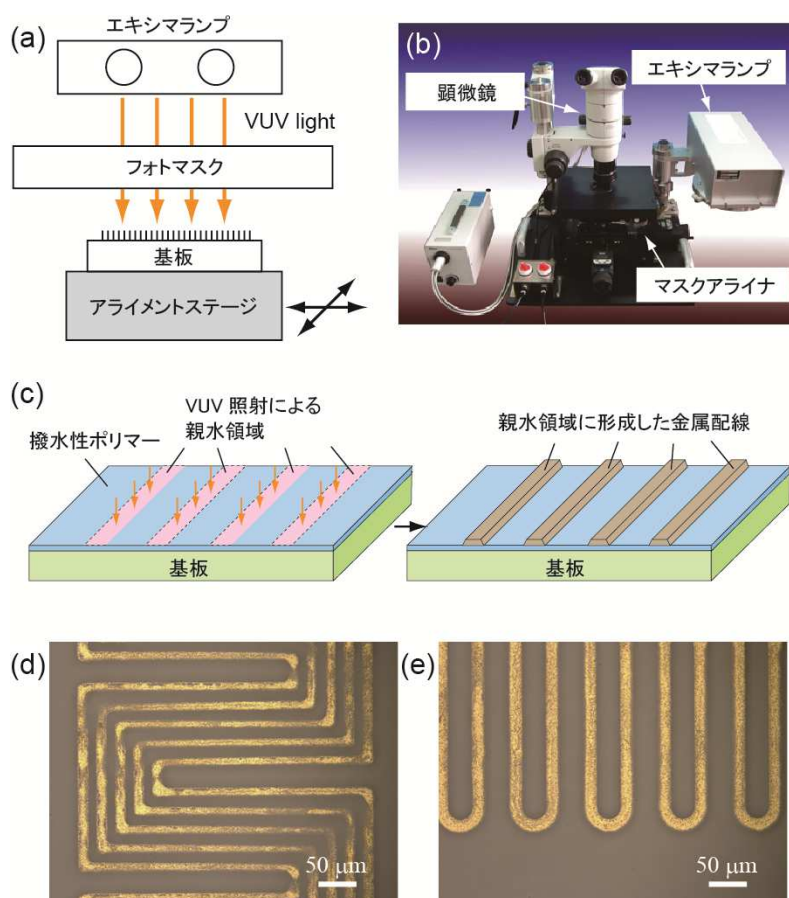 (a)
エキシマランプ
VUV light
フォトマスク
基板
アライメントステージ
(b)
顕微鏡
エキシマランプ
マスクアライナ
(c)
撥水性ポリマー
VUV 照射による
親水領域
基板
親水領域に形成した金属配線
基板
(d)
50 μm
(e)
50 μm